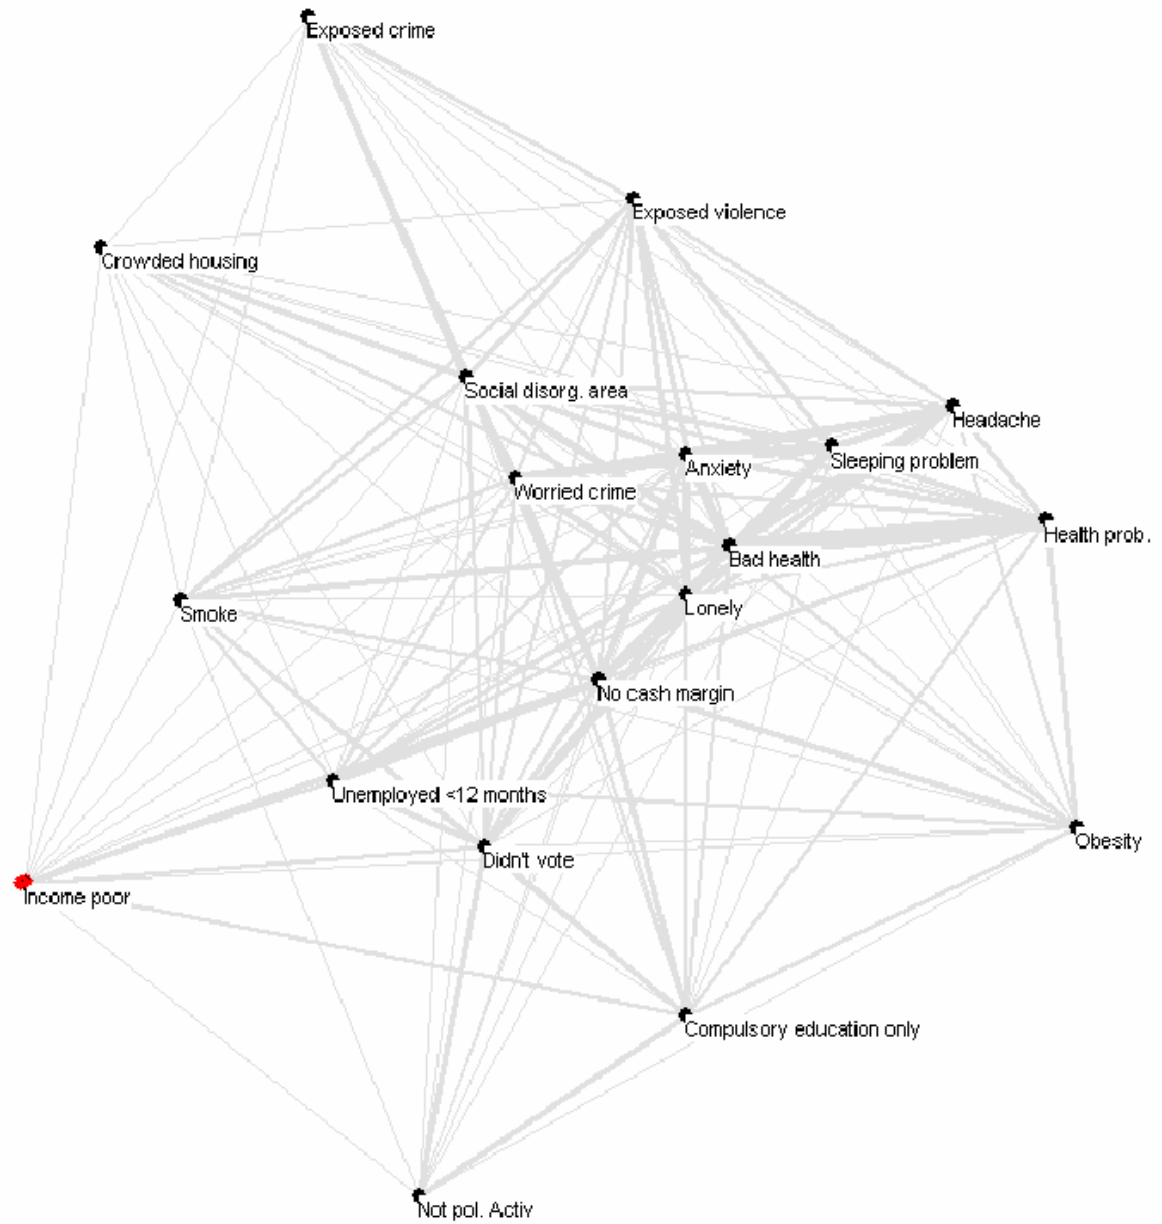 Exposed crime
Exposed violence
Crowded housing
Social disorg. area
Headache
Anxiety
Sleeping problem
Worried crime
Health prob.
Bad health
Smoke
Lonely
No cash margin
Unemployed <12 months
Obesity
Didn't vote
Income poor
Compulsory education only
Not pol. Activ